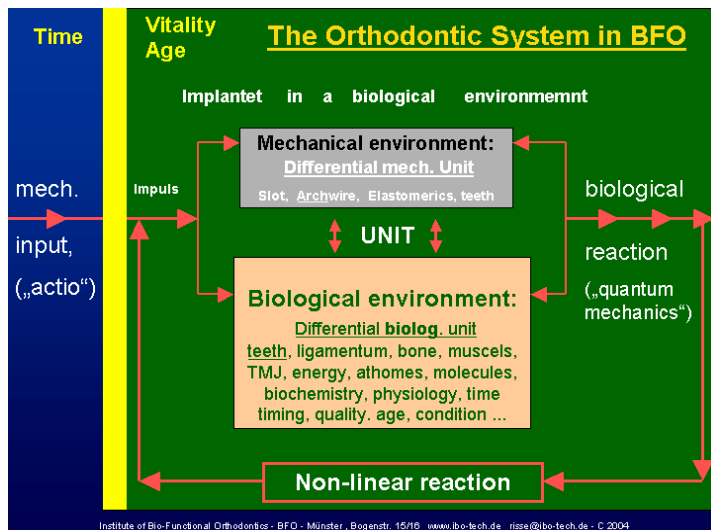 Time
Vitality
Age
The Orthodontic System in BFO
Implantet in a biological environmemnt
Mechanical environment:
Differential mech. Unit
Slot, Archwire, Elastomerics, teeth
mech.
input,
(„actio“)
Impuls
UNIT
biological
reaction
(„quantum
mechanics“)
Biological environment:
Differential biolog. unit
teeth, ligamentum, bone, muscels,
TMJ, energy, athomes, molecules,
biochemistry, physiology, time
timing, quality. age, condition ...
Non-linear reaction
Institute of Bio-Functional Orthodontics - BFO - Münster , Bogenstr. 15/16 www.ibo-tech.de risse@ibo-tech.de - C 2004